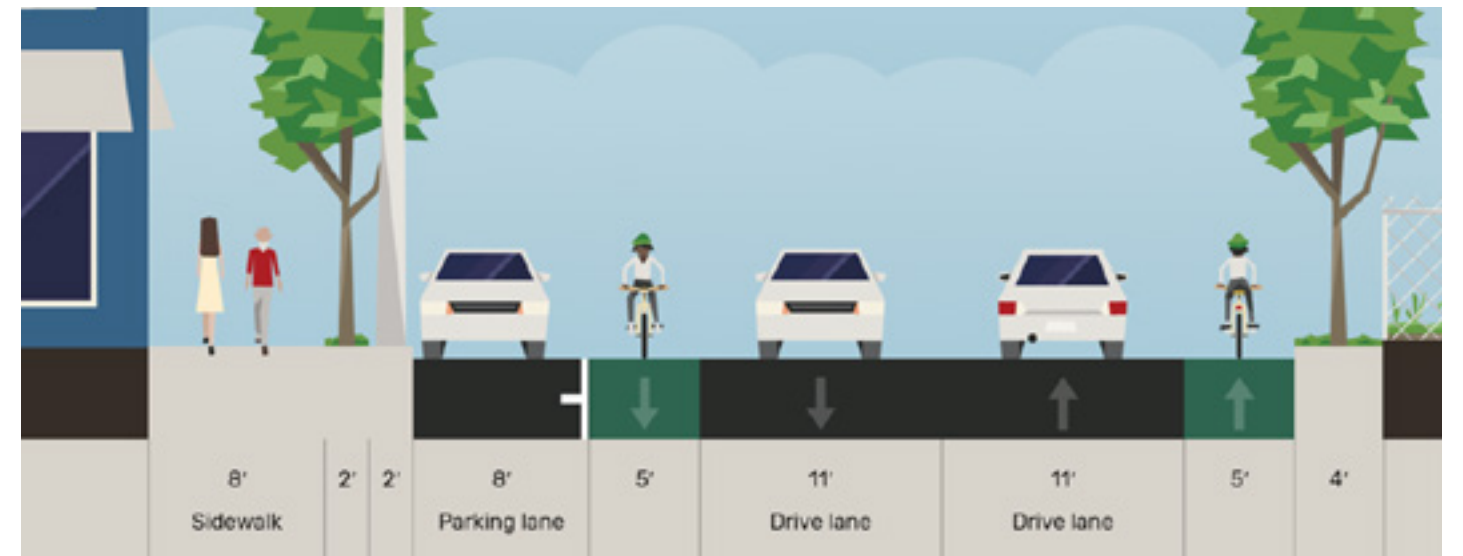 8' 2' 2' 8' 5' 11' 11' 5' 4'
Sidewalk Parking lane Drive lane Drive lane